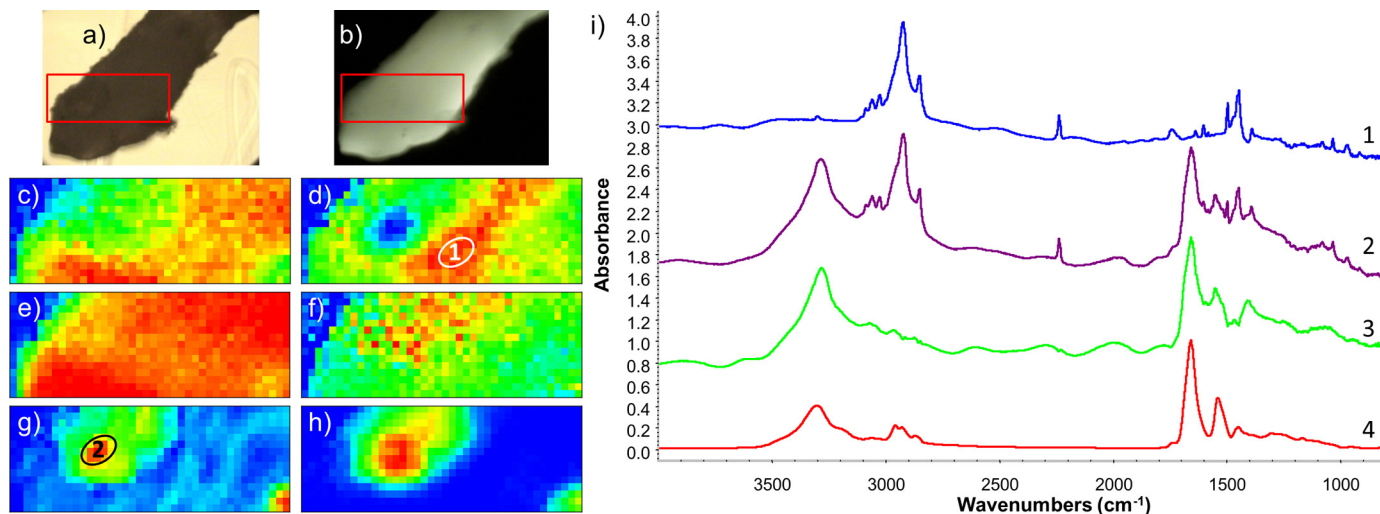 a)
b)
c)
d)
1
e)
f)
g)
2
h)
i)
Absorbance
4.0
3.8
3.6
3.4
3.2
3.0
2.8
2.6
2.4
2.2
2.0
1.8
1.6
1.4
1.2
1.0
0.8
0.6
0.4
0.2
0.0
1
2
3
4
3500 3000 2500 2000 1500 1000
Wavenumbers (cm⁻¹)